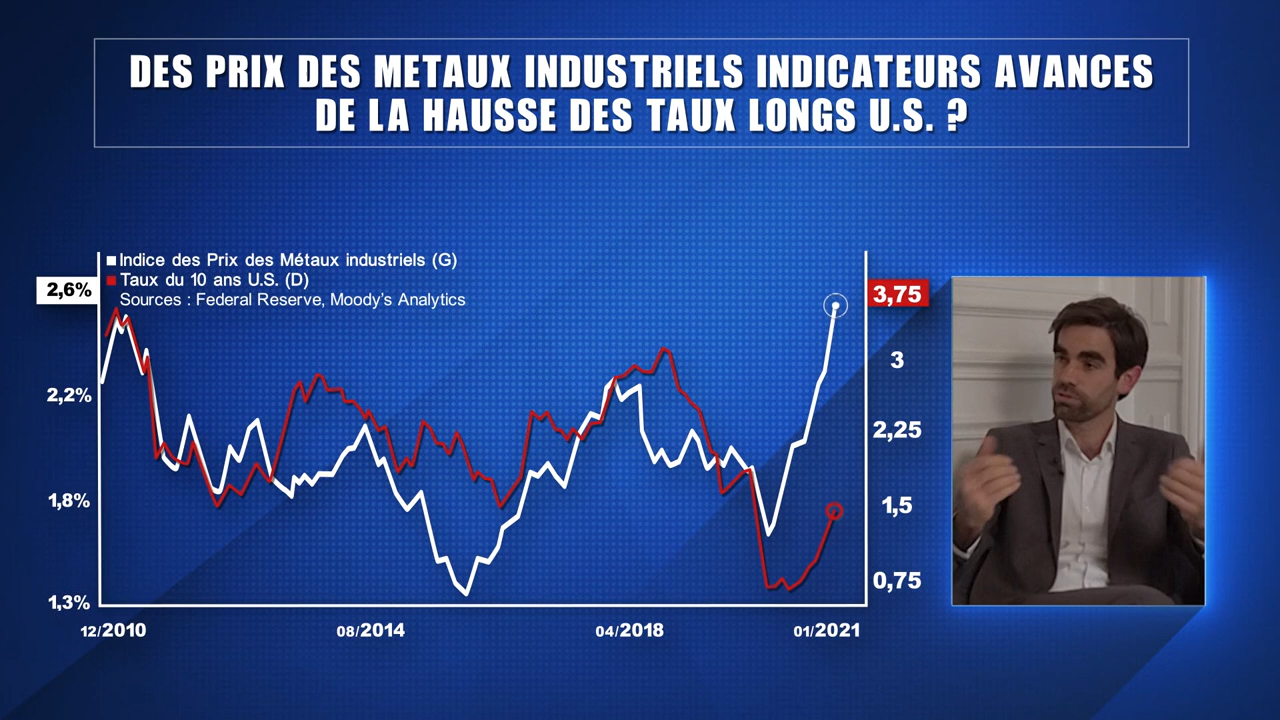 DES PRIX DES METAUX INDUSTRIELS INDICATEURS AVANCES
DE LA HAUSSE DES TAUX LONGS U.S. ?
Indice des Prix des Métaux industriels (G)
Taux du 10 ans U.S. (D)
Sources : Federal Reserve, Moody's Analytics
2,6%
2,2%
1,8%
1,3%
3,75
3
2,25
1,5
0,75
12/2010
08/2014
04/2018
01/2021